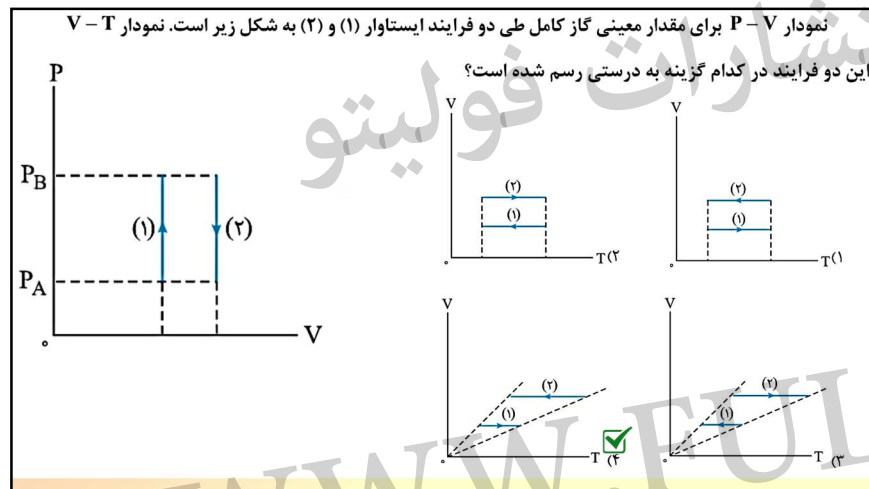 نمودار P – V برای مقدار معینی گاز کامل طی دو فرایند ایستاوار (۱) و (۲) به شکل زیر است. نمودار V – T
این دو فرایند در کدام گزینه به درستی رسم شده است؟
P
P_B
P_A
(۱)
(۲)
V
°
V
(۲)
(۱)
T
°
(۱
V
(۲)
(۱)
T
°
(۲
V
(۲)
(۱)
T
°
(۳
V
(۲)
(۱)
T
°
(۴
انتشارات فولیتو
WWW.FUL